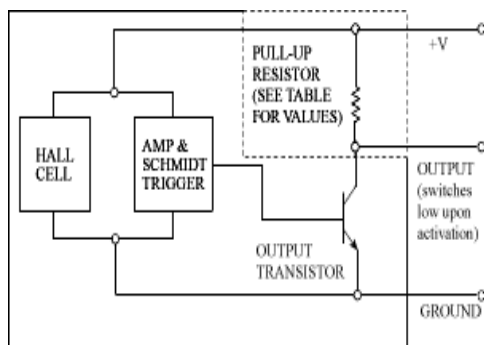 PULL-UP
RESISTOR
(SEE TABLE
FOR VALUES)
+V
HALL
CELL
AMP &
SCHMIDT
TRIGGER
OUTPUT
(switches
low upon
activation)
OUTPUT
TRANSISTOR
GROUND